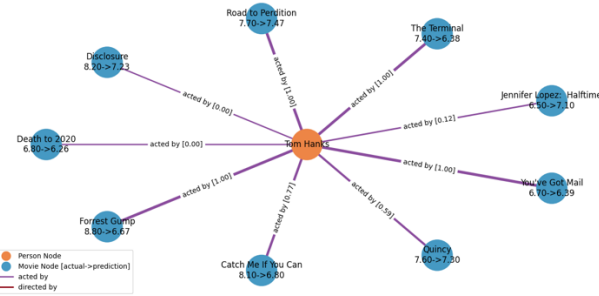 Road to Perdition
7.70->7.47
The Terminal
7.40->6.38
Disclosure
8.20->7.23
Jennifer Lopez: Halftime
6.50->7.10
acted by [1.00]
acted by [1.00]
acted by [0.00]
acted by [0.12]
Death to 2020
6.80->6.26
acted by [0.00]
Tom Hanks
acted by [1.00]
You've Got Mail
6.70->6.39
acted by [1.00]
acted by [0.77]
acted by [0.59]
Forrest Gump
8.80->6.67
Catch Me If You Can
8.10->6.80
Quincy
7.60->7.30
Person Node
Movie Node [actual->prediction]
acted by
directed by